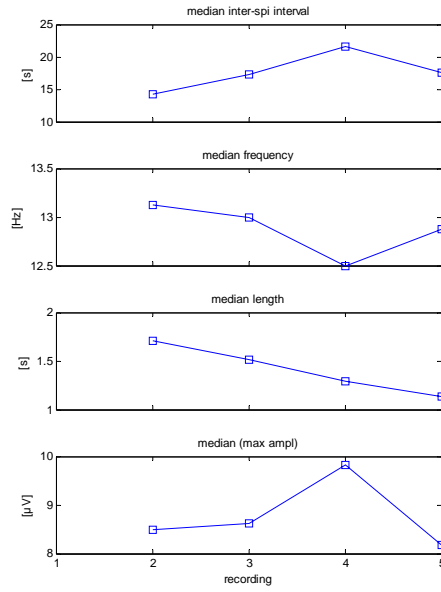 median inter-spi interval
25
20
15
10
[s]
median frequency
13.5
13
12.5
[Hz]
median length
2
1.5
1
[s]
median (max ampl)
10
9
8
[µV]
1 2 3 4 5
recording